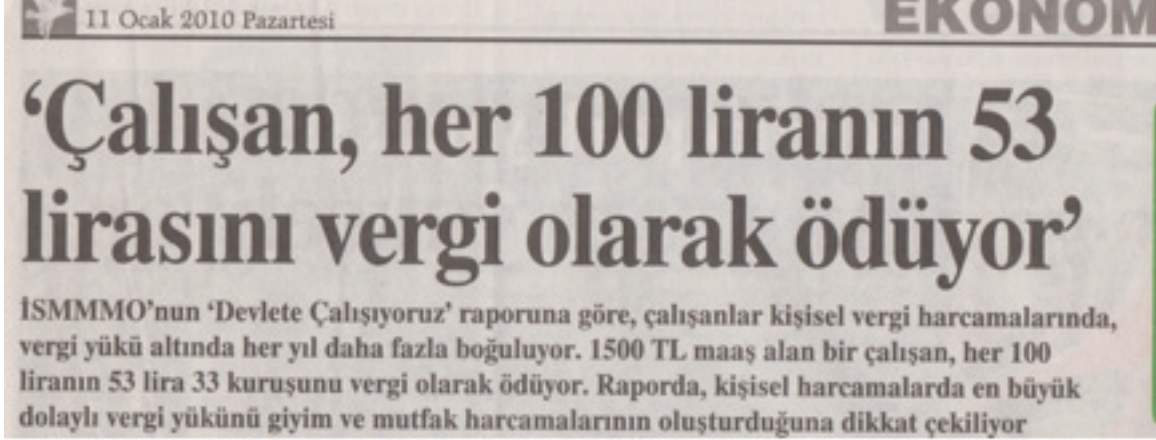 11 Ocak 2010 Pazartesi
EKONOM
‘Çalışan, her 100 liranın 53
lirasını vergi olarak ödüyor’
İSMMMO’nun ‘Devlete Çalışıyoruz’ raporuna göre, çalışanlar kişisel vergi harcamalarında,
vergi yükü altında her yıl daha fazla boğuluyor. 1500 TL maaş alan bir çalışan, her 100
liranın 53 lira 33 kuruşunu vergi olarak ödüyor. Raporda, kişisel harcamalarda en büyük
dolaylı vergi yükünü giyim ve mutfak harcamalarının oluşturduğuna dikkat çekiliyor